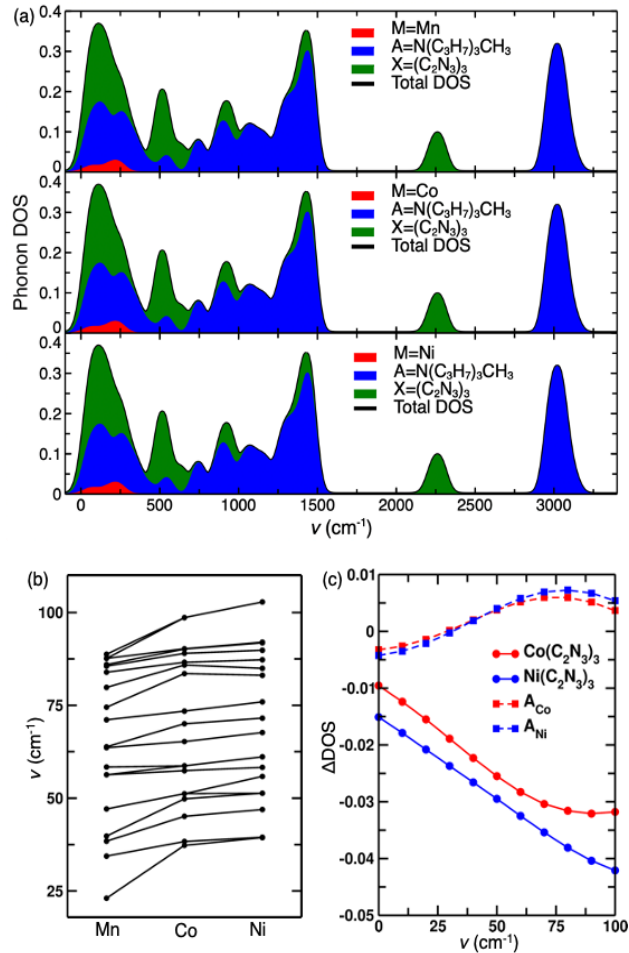 (a)
0.4
0.3
0.2
0.1
0
M=Mn
A=N(C₃H₇)₃CH₃
X=(C₂N₃)₃
Total DOS
0.4
0.3
0.2
0.1
0
M=Co
A=N(C₃H₇)₃CH₃
X=(C₂N₃)₃
Total DOS
Phonon DOS
0.4
0.3
0.2
0.1
0
M=Ni
A=N(C₃H₇)₃CH₃
X=(C₂N₃)₃
Total DOS
0 500 1000 1500 2000 2500 3000
ν (cm⁻¹)
(b)
100
75
50
25
ν (cm⁻¹)
Mn Co Ni
(c)
0.01
0.005
0
-0.01
-0.02
-0.03
-0.04
-0.05
ΔDOS
Co(C₂N₃)₃
Ni(C₂N₃)₃
A_Co
A_Ni
0 25 50 75 100
ν (cm⁻¹)